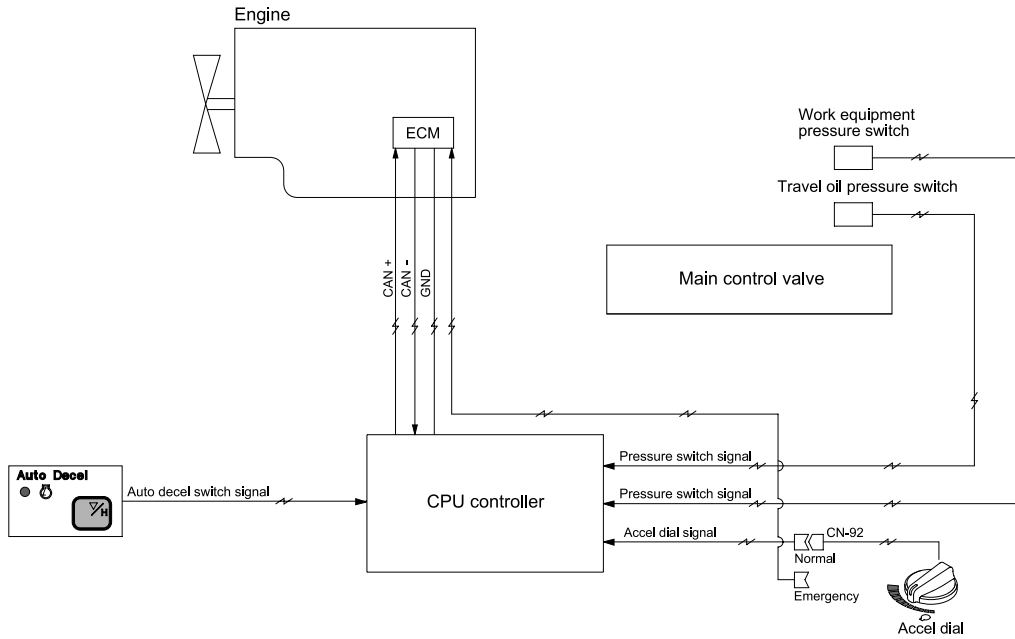 Engine
ECM
Work equipment
pressure switch
Travel oil pressure switch
CAN +
CAN -
GND
Main control valve
Auto Decel
H
Auto decel switch signal
CPU controller
Pressure switch signal
Pressure switch signal
Accel dial signal
CN-92
Normal
Emergency
Accel dial